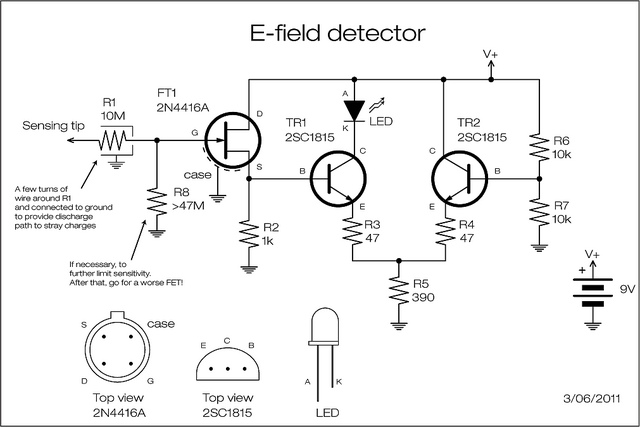 E-field detector
V+
FT1
2N4416A
R1
10M
Sensing tip
G
D
S
case
A few turns of
wire around R1
and connected to ground
to provide discharge
path to stray charges
R8
>47M
If necessary, to
further limit sensitivity.
After that, go for a worse FET!
R2
1k
TR1
2SC1815
A
K
LED
B
C
E
TR2
2SC1815
C
B
E
R6
10k
R7
10k
R3
47
R4
47
R5
390
V+
+
9V
S
case
D
G
Top view
2N4416A
E
C
B
Top view
2SC1815
A
K
LED
3/06/2011